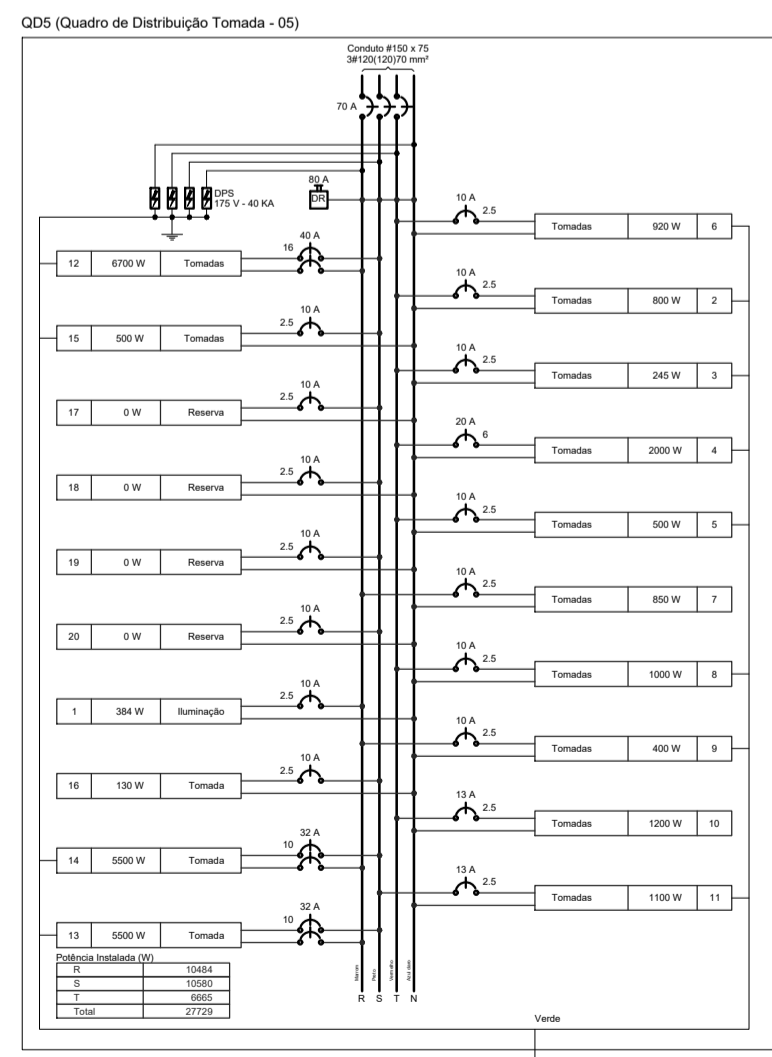 QD5 (Quadro de Distribuição Tomada - 05)
Conduto #150 x 75
3#120(120)70 mm²
70 A
DPS
175 V - 40 KA
80 A
DR
12 6700 W Tomadas 16 40 A
15 500 W Tomadas 2.5 10 A
17 0 W Reserva 2.5 10 A
18 0 W Reserva 2.5 10 A
19 0 W Reserva 2.5 10 A
20 0 W Reserva 2.5 10 A
1 384 W Iluminação 2.5 10 A
16 130 W Tomada 2.5 10 A
14 5500 W Tomada 10 32 A
13 5500 W Tomada 10 32 A
10 A 2.5 Tomadas 920 W 6
10 A 2.5 Tomadas 800 W 2
10 A 2.5 Tomadas 245 W 3
20 A 6 Tomadas 2000 W 4
10 A 2.5 Tomadas 500 W 5
10 A 2.5 Tomadas 850 W 7
10 A 2.5 Tomadas 1000 W 8
10 A 2.5 Tomadas 400 W 9
13 A 2.5 Tomadas 1200 W 10
13 A 2.5 Tomadas 1100 W 11
Potência Instalada (W)
R 10484
S 10580
T 6665
Total 27729
Marrom
Preto
Vermelho
Azul claro
R S T N
Verde